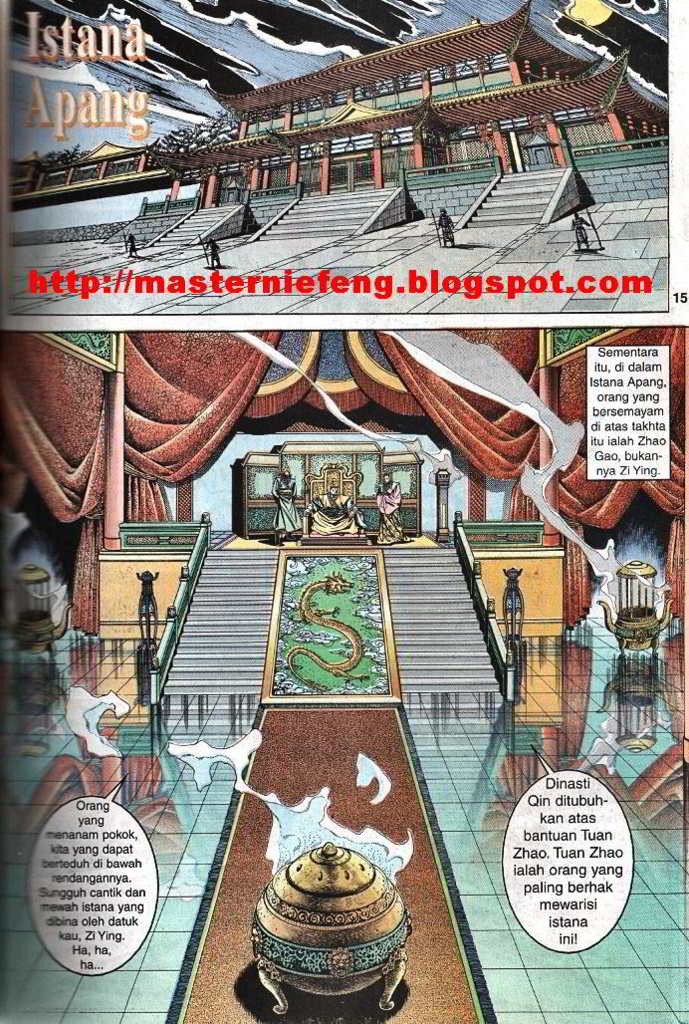 Istana
Apang
http://masterniefeng.blogspot.com
15
Sementara
itu, di dalam
Istana Apang,
orang yang
bersemayam
di atas takhta
itu ialah Zhao
Gao, bukan-
nya Zi Ying.
Orang
yang
menanam pokok,
kita yang dapat
berteduh di bawah
rendangannya.
Sungguh cantik dan
mewah istana yang
dibina oleh datuk
kau, Zi Ying.
Ha, ha,
ha...
Dinasti
Qin ditubuh-
kan atas
bantuan Tuan
Zhao. Tuan Zhao
ialah orang yang
paling berhak
mewarisi
istana
ini!